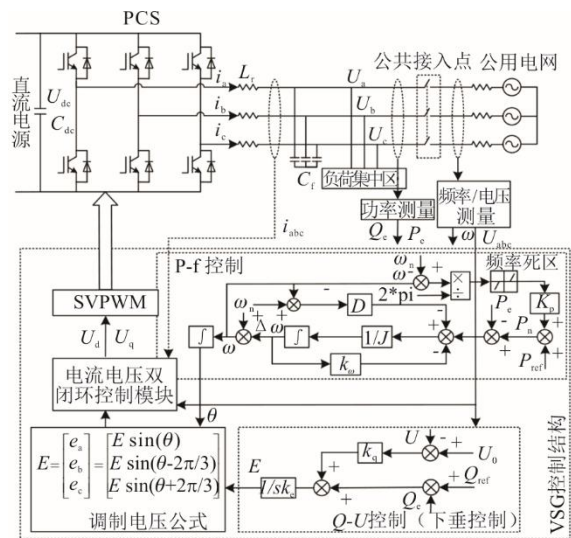 PCS
直流电源
U_dc
C_dc
i_a
L_r
i_b
i_c
U_a
U_b
U_c
公共接入点
公用电网
C_f
负荷集中区
功率测量
Q_e
P_e
频率/电压测量
ω
U_abc
i_abc
P-f 控制
ω_n
ω
2*pi
×
÷
频率死区
K_p
P_e
P_n
P_ref
ω_n
D
Δω
ω
∫
∫
1/J
k_ω
SVPWM
U_d
U_q
电流电压双闭环控制模块
θ
E= [e_a e_b e_c] = [E sin(θ) E sin(θ-2π/3) E sin(θ+2π/3)]
调制电压公式
E
1/sk_e
k_q
U
U_0
Q_ref
Q_e
Q-U控制（下垂控制）
VSG控制结构